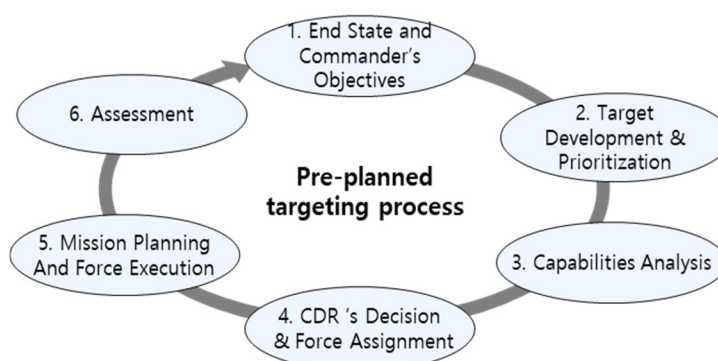 1. End State and
Commander's
Objectives
2. Target
Development &
Prioritization
3. Capabilities Analysis
4. CDR 's Decision
& Force Assignment
5. Mission Planning
And Force Execution
6. Assessment
Pre-planned
targeting process